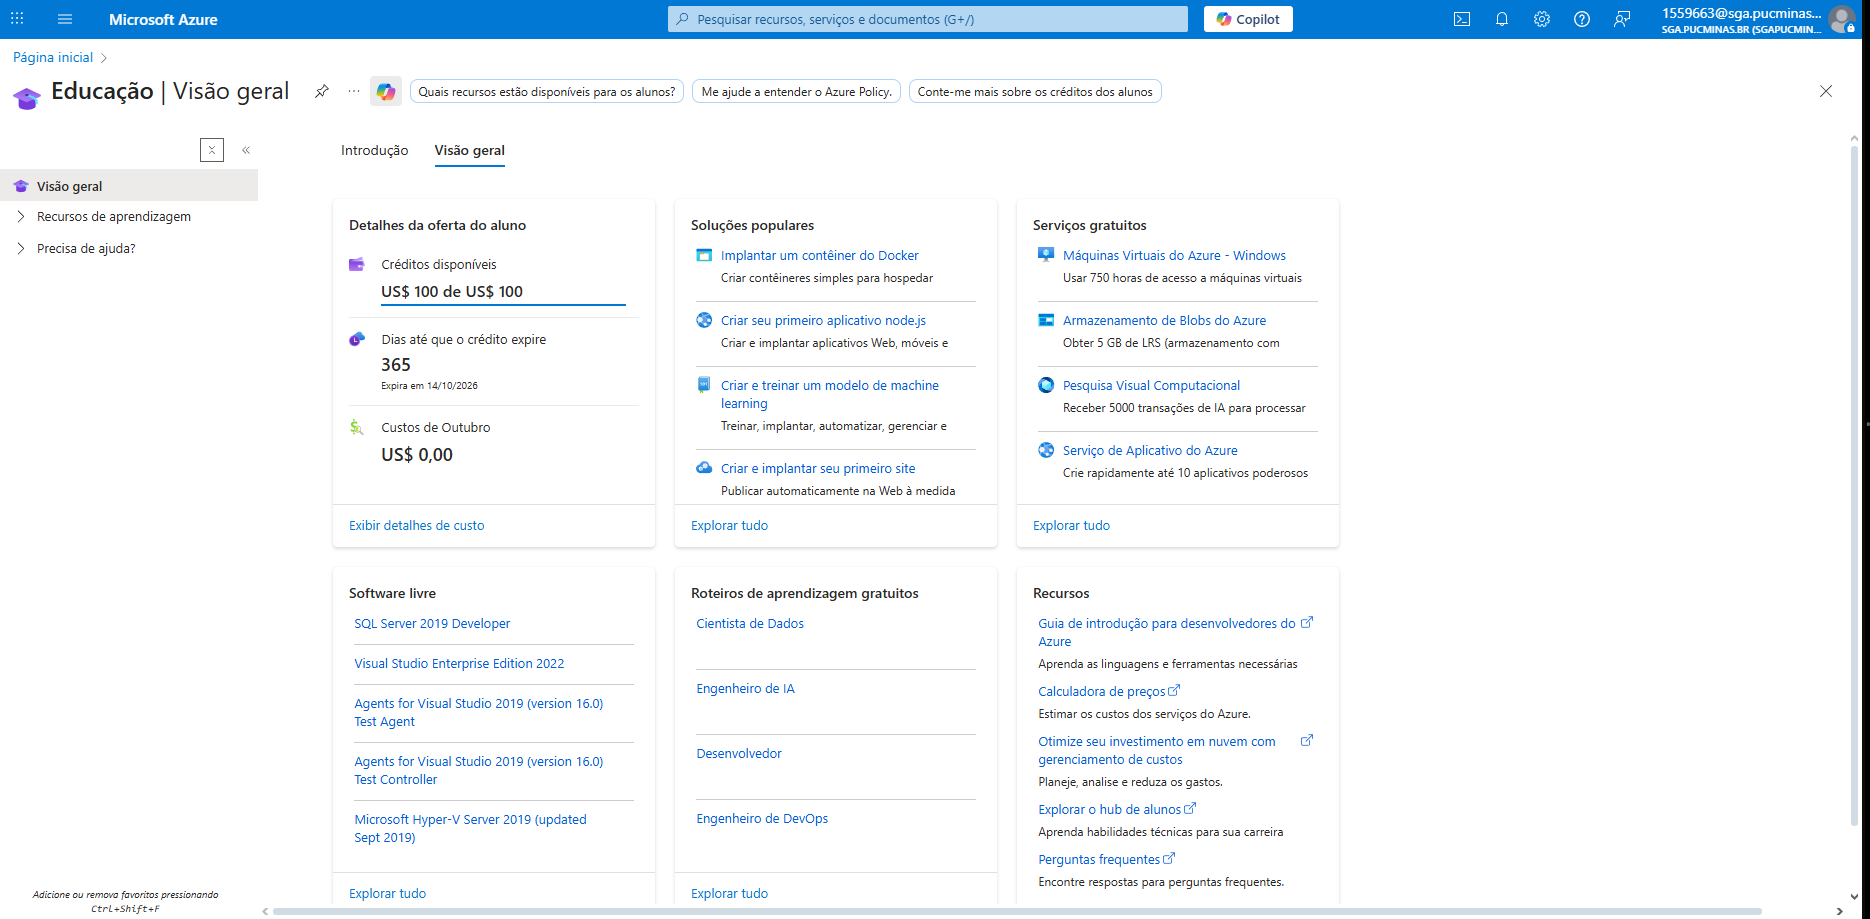 Microsoft Azure
Pesquisar recursos, serviços e documentos (G+/)
Copilot
1559663@sga.pucminas...
SGA.PUCMINAS.BR (SGAPUCMIN...
Página inicial
Educação | Visão geral
...
Quais recursos estão disponíveis para os alunos?
Me ajude a entender o Azure Policy.
Conte-me mais sobre os créditos dos alunos
Visão geral
Recursos de aprendizagem
Precisa de ajuda?
Introdução
Visão geral
Detalhes da oferta do aluno
Créditos disponíveis
US$ 100 de US$ 100
Dias até que o crédito expire
365
Expira em 14/10/2026
Custos de Outubro
US$ 0,00
Exibir detalhes de custo
Soluções populares
Implantar um contêiner do Docker
Criar contêineres simples para hospedar
Criar seu primeiro aplicativo node.js
Criar e implantar aplicativos Web, móveis e
Criar e treinar um modelo de machine
learning
Treinar, implantar, automatizar, gerenciar e
Criar e implantar seu primeiro site
Publicar automaticamente na Web à medida
Explorar tudo
Serviços gratuitos
Máquinas Virtuais do Azure - Windows
Usar 750 horas de acesso a máquinas virtuais
Armazenamento de Blobs do Azure
Obter 5 GB de LRS (armazenamento com
Pesquisa Visual Computacional
Receber 5000 transações de IA para processar
Serviço de Aplicativo do Azure
Crie rapidamente até 10 aplicativos poderosos
Explorar tudo
Software livre
SQL Server 2019 Developer
Visual Studio Enterprise Edition 2022
Agents for Visual Studio 2019 (version 16.0)
Test Agent
Agents for Visual Studio 2019 (version 16.0)
Test Controller
Microsoft Hyper-V Server 2019 (updated
Sept 2019)
Explorar tudo
Roteiros de aprendizagem gratuitos
Cientista de Dados
Engenheiro de IA
Desenvolvedor
Engenheiro de DevOps
Explorar tudo
Recursos
Guia de introdução para desenvolvedores do
Azure
Aprenda as linguagens e ferramentas necessárias
Calculadora de preços
Estimar os custos dos serviços do Azure.
Otimize seu investimento em nuvem com
gerenciamento de custos
Planeje, analise e reduza os gastos.
Explorar o hub de alunos
Aprenda habilidades técnicas para sua carreira
Perguntas frequentes
Encontre respostas para perguntas frequentes.
Adicione ou remova favoritos pressionando
Ctrl+Shift+F